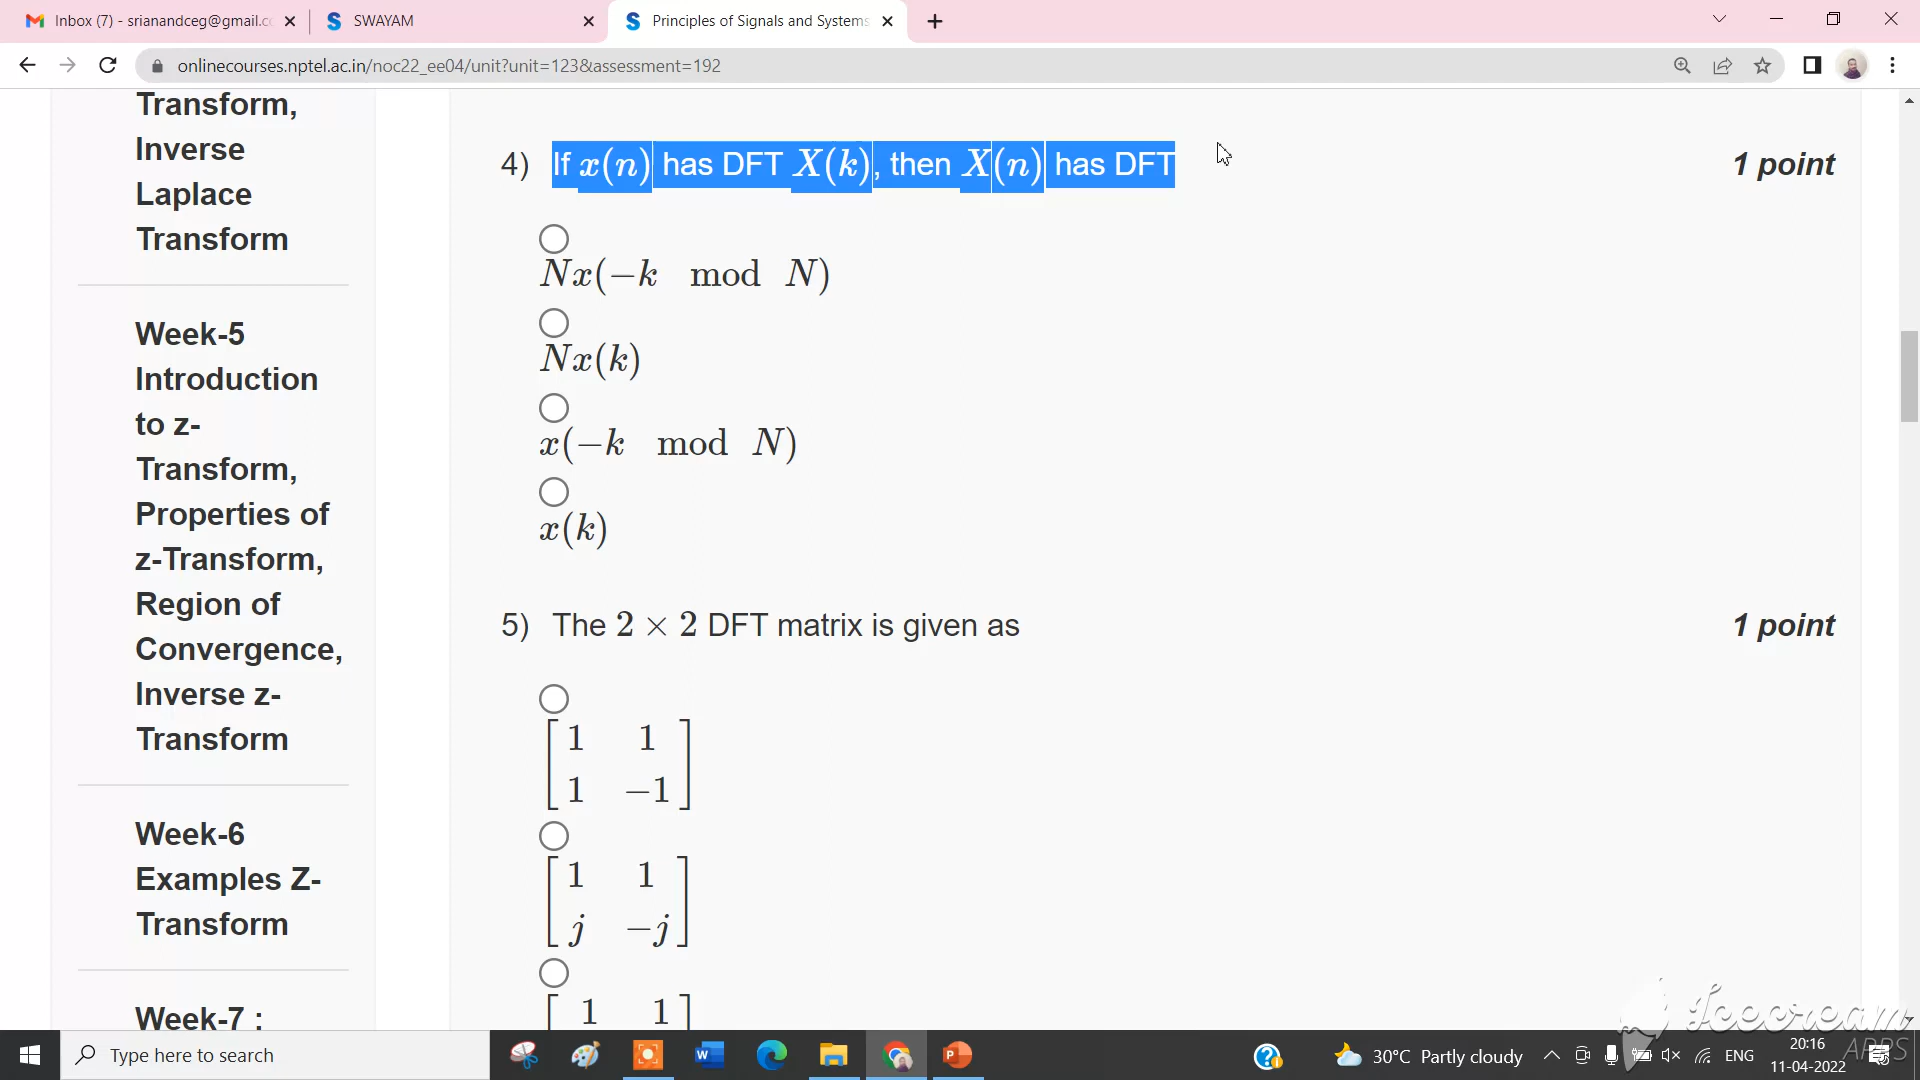 Inbox (7) - srianandceg@gmail.c
SWAYAM
Principles of Signals and Systems
onlinecourses.nptel.ac.in/noc22_ee04/unit?unit=123&assessment=192
Transform,
Inverse
Laplace
Transform
Week-5
Introduction
to z-
Transform,
Properties of
z-Transform,
Region of
Convergence,
Inverse z-
Transform
Week-6
Examples Z-
Transform
Week-7 :
4) If x(n) has DFT X(k), then X(n) has DFT
1 point
Nx(−k mod N)
Nx(k)
x(−k mod N)
x(k)
5) The 2 × 2 DFT matrix is given as
1 point
1 1
1 −1
1 1
j −j
1 1
Icecream
APPS
Type here to search
30°C Partly cloudy
ENG
20:16
11-04-2022